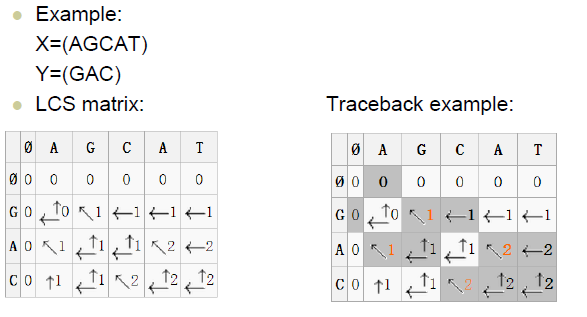 Example:
X=(AGCAT)
Y=(GAC)
LCS matrix:
Ø A G C A T
Ø 0 0 0 0 0 0
G 0 ←↑0 ↖1 ←1 ←1 ←1
A 0 ↖1 ←↑1 ←↑1 ↖2 ←2
C 0 ↑1 ←↑1 ↖2 ←↑2 ←↑2
Traceback example:
Ø A G C A T
Ø 0 0 0 0 0 0
G 0 ←↑0 ↖1 ←1 ←1 ←1
A 0 ↖1 ←↑1 ←↑1 ↖2 ←2
C 0 ↑1 ←↑1 ↖2 ←↑2 ←↑2